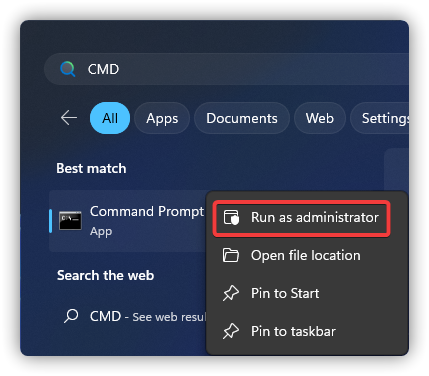 CMD
All
Apps
Documents
Web
Settings
Best match
Command Prompt
App
Run as administrator
Open file location
Search the web
Pin to Start
CMD - See web resul
Pin to taskbar